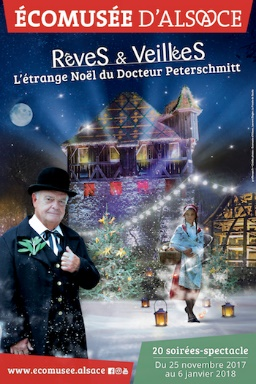 ÉCOMUSÉE D'ALSACE
RêveS & VeilléeS
L'étrange Noël du Docteur Peterschmitt
20 soirées-spectacle
Du 25 novembre 2017
au 6 janvier 2018
www.ecomusee.alsace